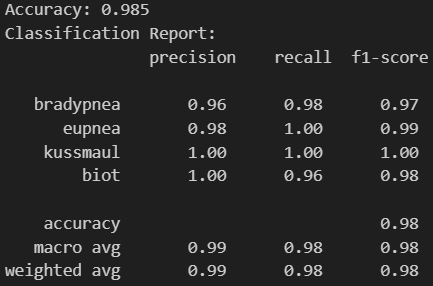 Accuracy: 0.985
Classification Report:
precision recall f1-score
bradypnea 0.96 0.98 0.97
eupnea 0.98 1.00 0.99
kussmaul 1.00 1.00 1.00
biot 1.00 0.96 0.98
accuracy 0.98
macro avg 0.99 0.98 0.98
weighted avg 0.99 0.98 0.98